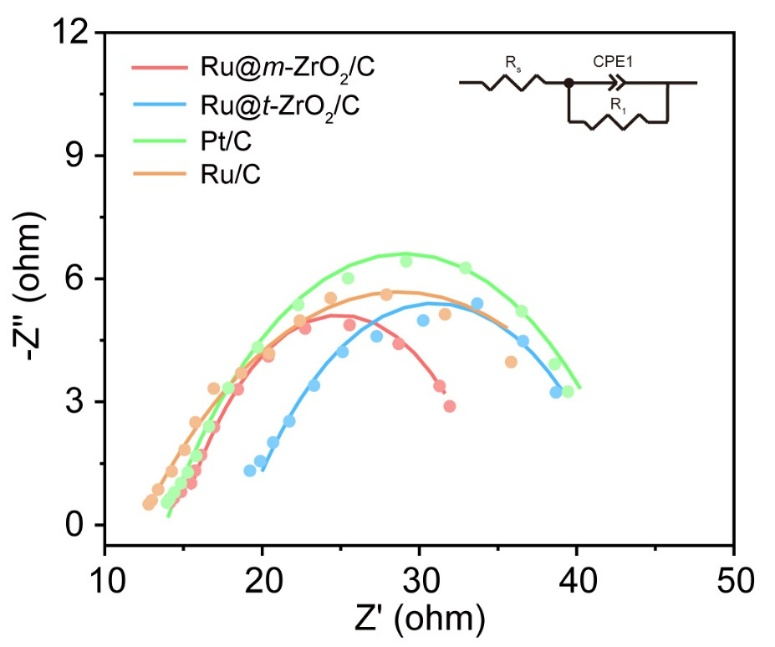 12
9
6
3
0
-Z" (ohm)
Ru@m-ZrO₂/C
Ru@t-ZrO₂/C
Pt/C
Ru/C
Rₛ
CPE1
R₁
10 20 30 40 50
Z' (ohm)